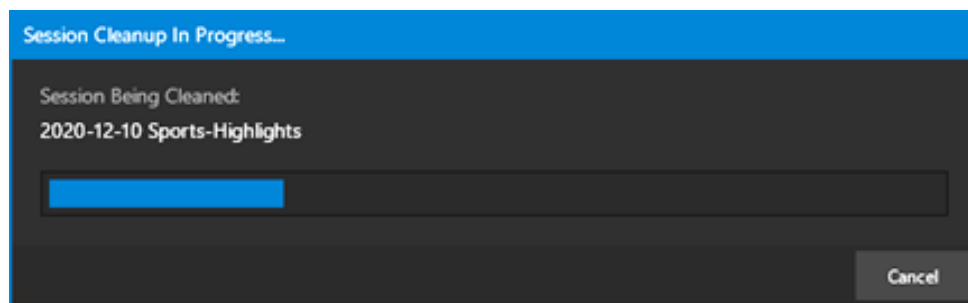 Session Cleanup In Progress...
Session Being Cleaned:
2020-12-10 Sports-Highlights
Cancel